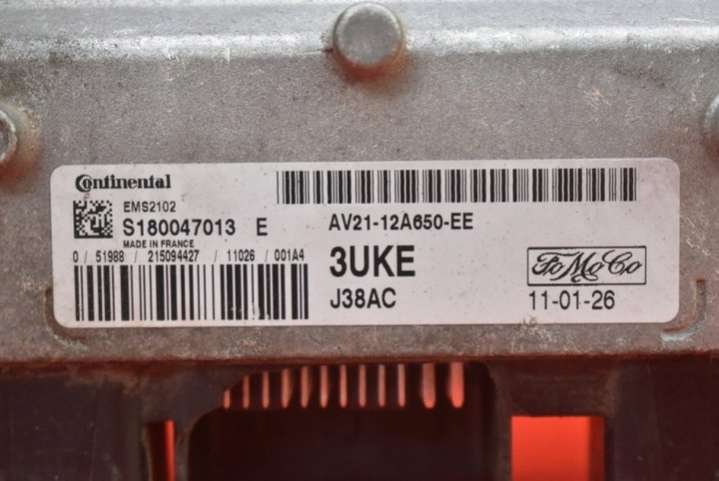 Continental
EMS2102
S180047013 E
MADE IN FRANCE
0 / 51988 / 215094427 / 11026 / 001A4
AV21-12A650-EE
3UKE
J38AC
FoMoCo
11-01-26